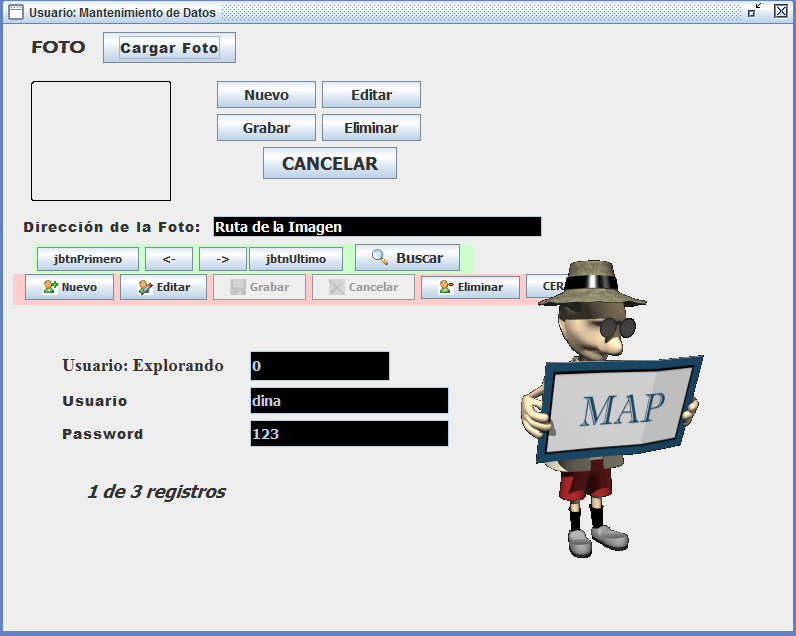 Usuario: Mantenimiento de Datos
FOTO Cargar Foto
Nuevo Editar
Grabar Eliminar
CANCELAR
Dirección de la Foto: Ruta de la Imagen
jbtnPrimero <- -> jbtnUltimo Buscar
Nuevo Editar Grabar Cancelar Eliminar CER
Usuario: Explorando 0
Usuario dina
Password 123
MAP
1 de 3 registros